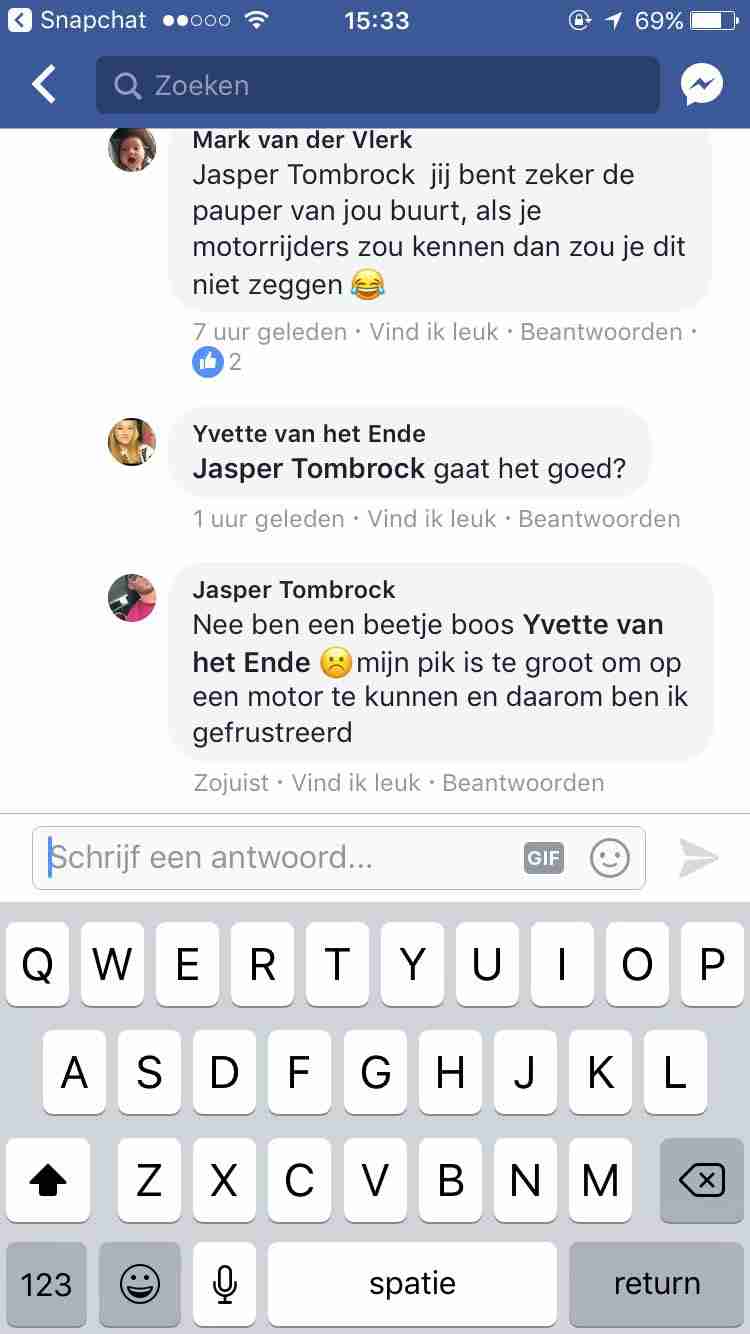 Snapchat 15:33 69%
Zoeken
Mark van der Vlerk
Jasper Tombrock jij bent zeker de
pauper van jou buurt, als je
motorrijders zou kennen dan zou je dit
niet zeggen 😂
7 uur geleden · Vind ik leuk · Beantwoorden ·
2
Yvette van het Ende
Jasper Tombrock gaat het goed?
1 uur geleden · Vind ik leuk · Beantwoorden
Jasper Tombrock
Nee ben een beetje boos Yvette van
het Ende ☹️mijn pik is te groot om op
een motor te kunnen en daarom ben ik
gefrustreerd
Zojuist · Vind ik leuk · Beantwoorden
Schrijf een antwoord... GIF
Q W E R T Y U I O P
A S D F G H J K L
Z X C V B N M
123 spatie return